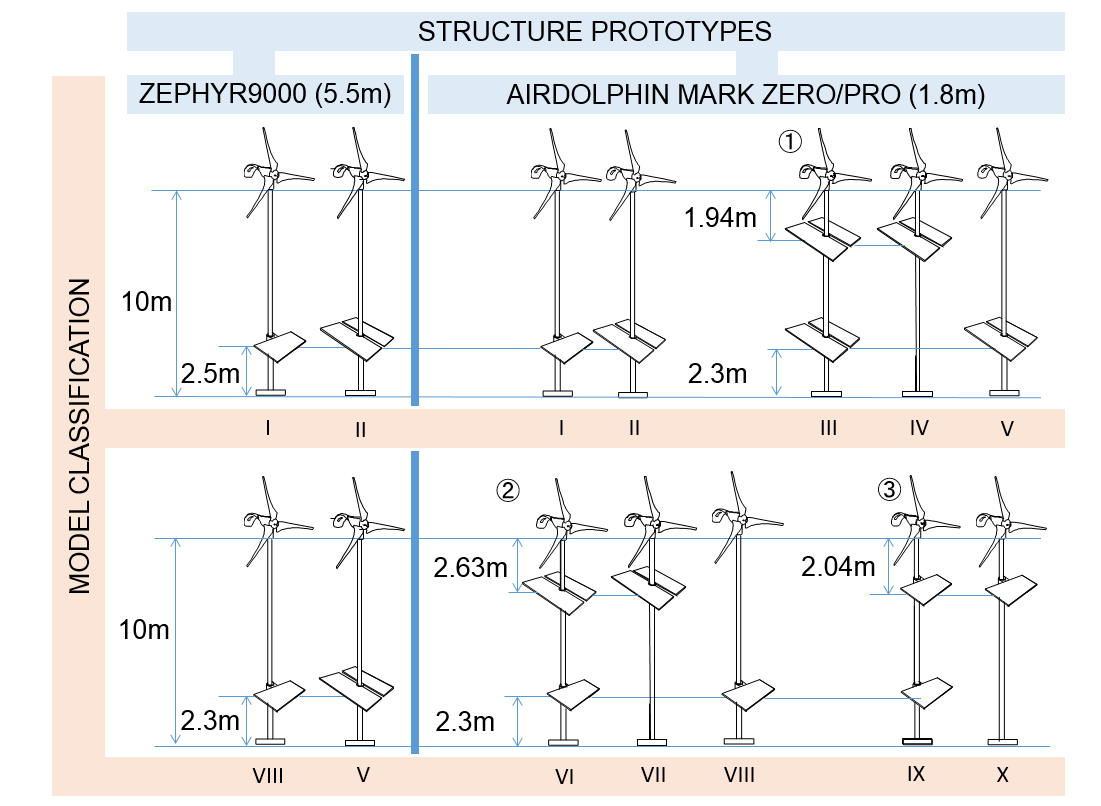 STRUCTURE PROTOTYPES
ZEPHYR9000 (5.5m)
AIRDOLPHIN MARK ZERO/PRO (1.8m)
MODEL CLASSIFICATION
①
1.94m
10m
2.5m
2.3m
I
II
I
II
III
IV
V
②
③
2.63m
2.04m
10m
2.3m
2.3m
VIII
V
VI
VII
VIII
IX
X